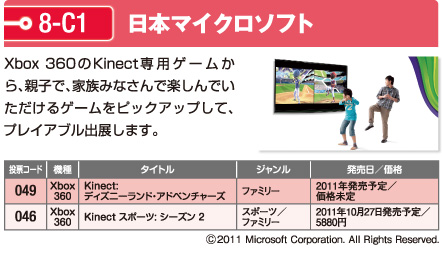 8-C1 日本マイクロソフト
Xbox 360のKinect専用ゲームか
ら、親子で、家族みなさんで楽しんでい
ただけるゲームをピックアップして、
プレイアブル出展します。
投票コード 機種 タイトル ジャンル 発売日／価格
049 Xbox 360 Kinect: ディズニーランド・アドベンチャーズ ファミリー 2011年発売予定／価格未定
046 Xbox 360 Kinect スポーツ: シーズン 2 スポーツ／ファミリー 2011年10月27日発売予定／5880円
©2011 Microsoft Corporation. All Rights Reserved.